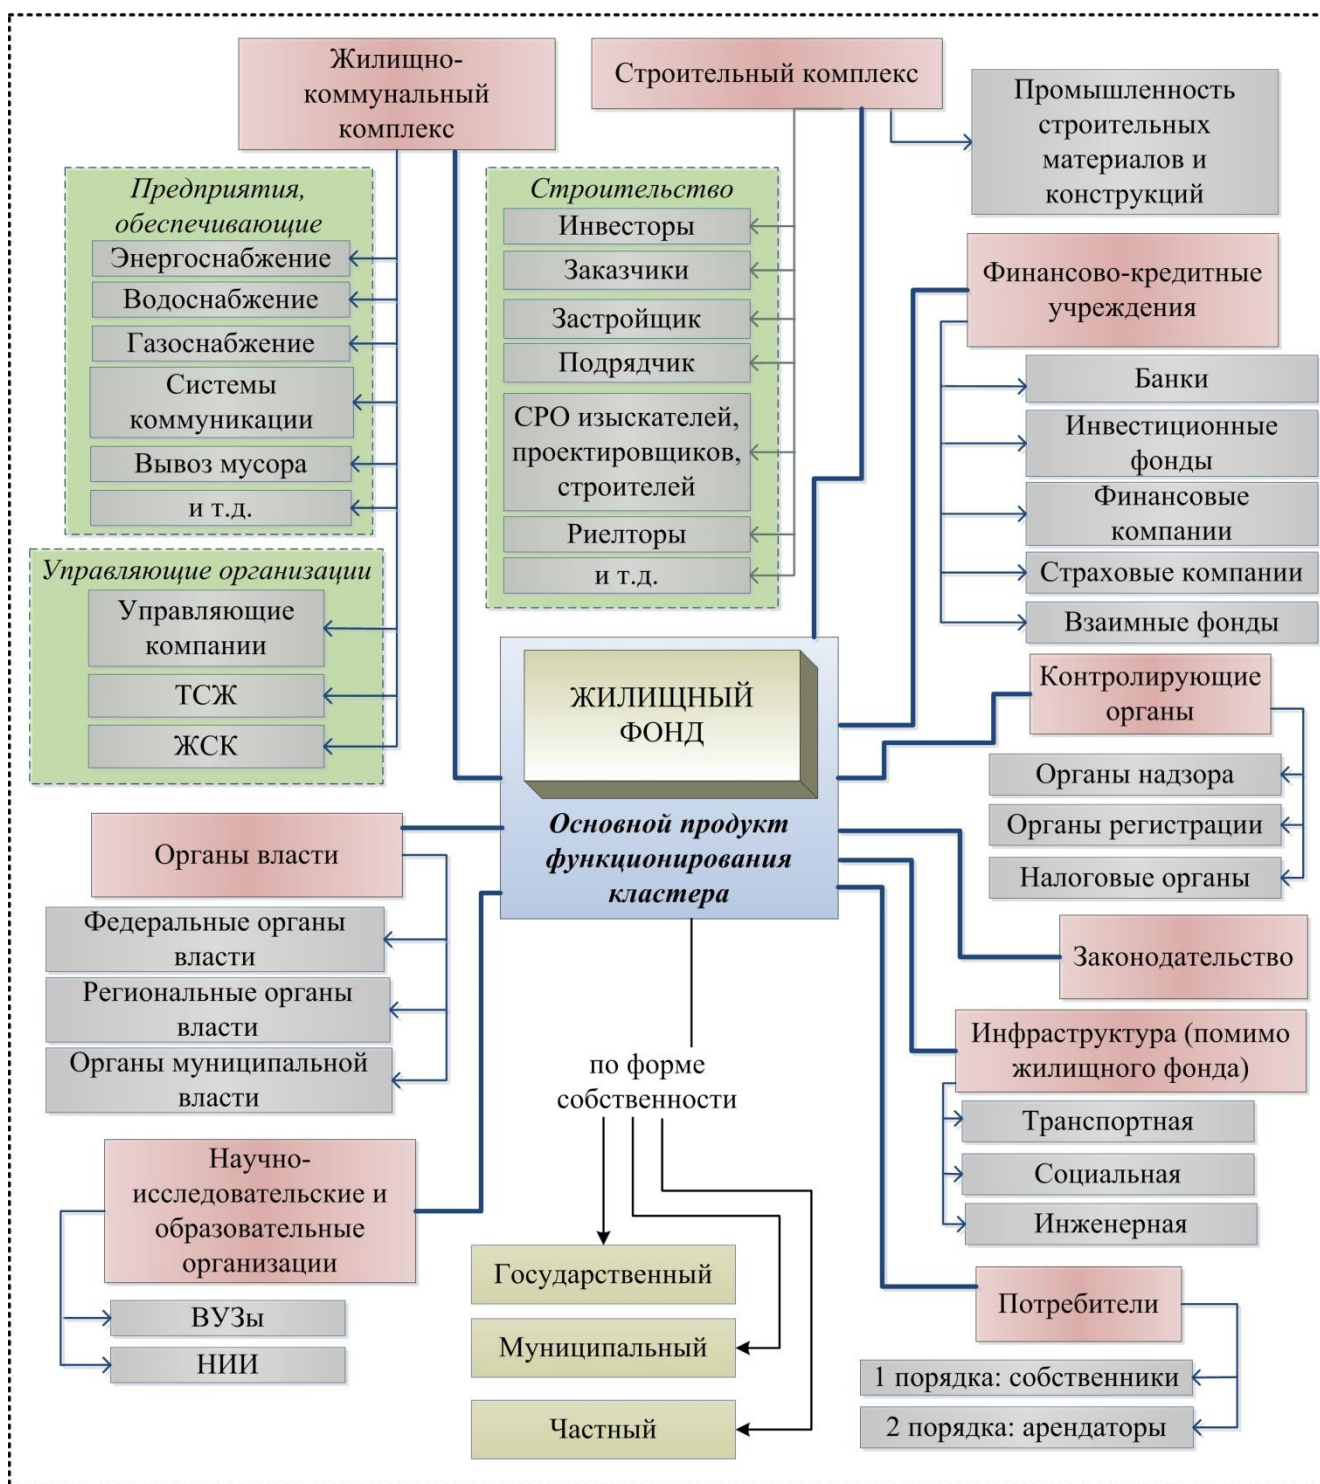 Жилищно-
коммунальный
комплекс
Предприятия,
обеспечивающие
Энергоснабжение
Водоснабжение
Газоснабжение
Системы
коммуникации
Вывоз мусора
и т.д.
Управляющие организации
Управляющие
компании
ТСЖ
ЖСК
Строительный комплекс
Строительство
Инвесторы
Заказчики
Застройщик
Подрядчик
СРО изыскателей,
проектировщиков,
строителей
Риелторы
и т.д.
Промышленность
строительных
материалов и
конструкций
Финансово-кредитные
учреждения
Банки
Инвестиционные
фонды
Финансовые
компании
Страховые компании
Взаимные фонды
ЖИЛИЩНЫЙ
ФОНД
Основной продукт
функционирования
кластера
Контролирующие
органы
Органы надзора
Органы регистрации
Налоговые органы
Органы власти
Федеральные органы
власти
Региональные органы
власти
Органы муниципальной
власти
Законодательство
Инфраструктура (помимо
жилищного фонда)
Транспортная
Социальная
Инженерная
Научно-
исследовательские и
образовательные
организации
ВУЗы
НИИ
по форме
собственности
Государственный
Муниципальный
Частный
Потребители
1 порядка: собственники
2 порядка: арендаторы